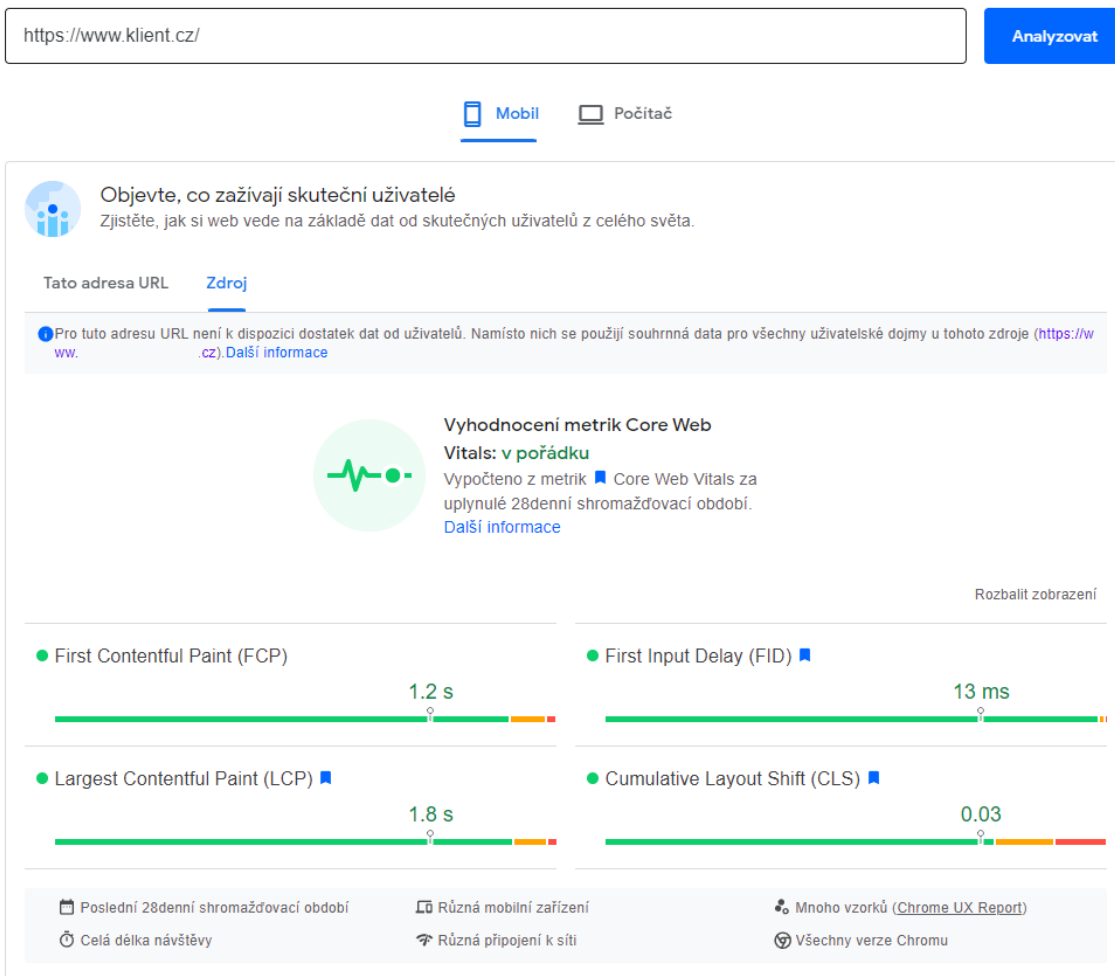 https://www.klient.cz/
Analyzovat
Mobil
Počítač
Objevte, co zažívají skuteční uživatelé
Zjistěte, jak si web vede na základě dat od skutečných uživatelů z celého světa.
Tato adresa URL
Zdroj
Pro tuto adresu URL není k dispozici dostatek dat od uživatelů. Namísto nich se použijí souhrnná data pro všechny uživatelské dojmy u tohoto zdroje (https://w
ww. .cz).Další informace
Vyhodnocení metrik Core Web
Vitals: v pořádku
Vypočteno z metrik Core Web Vitals za
uplynulé 28denní shromažďovací období.
Další informace
Rozbalit zobrazení
First Contentful Paint (FCP)
1.2 s
First Input Delay (FID)
13 ms
Largest Contentful Paint (LCP)
1.8 s
Cumulative Layout Shift (CLS)
0.03
Poslední 28denní shromažďovací období
Různá mobilní zařízení
Mnoho vzorků (Chrome UX Report)
Celá délka návštěvy
Různá připojení k síti
Všechny verze Chromu